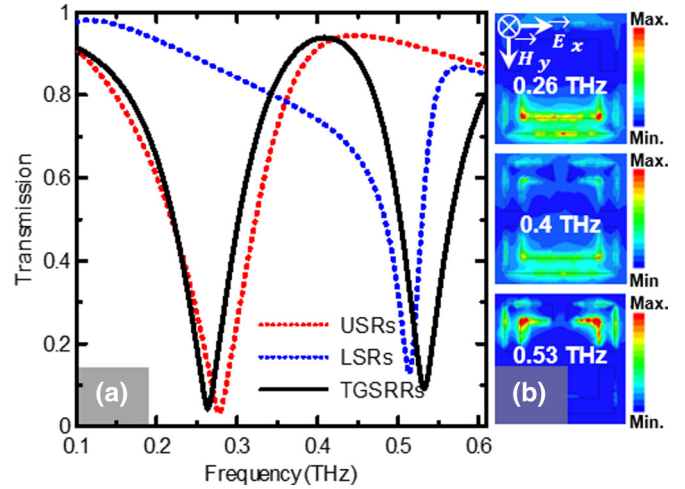 1
0.8
0.6
0.4
0.2
0
0.1
0.2
0.3
0.4
0.5
0.6
Transmission
Frequency(THz)
USRs
LSRs
TGSRRs
(a)
E x
H y
0.26 THz
Max.
Min.
0.4
Max.
Min
0.53 THz
Max.
Min.
(b)